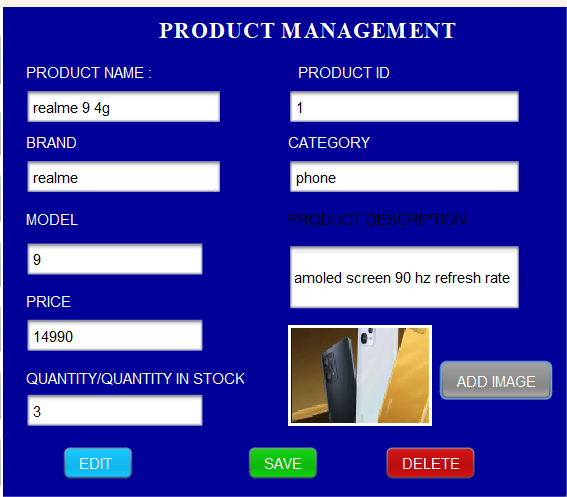 PRODUCT MANAGEMENT
PRODUCT NAME :
PRODUCT ID
realme 9 4g
1
BRAND
CATEGORY
realme
phone
MODEL
PRODUCT DESCRIPTION
9
amoled screen 90 hz refresh rate
PRICE
14990
ADD IMAGE
QUANTITY/QUANTITY IN STOCK
3
EDIT
SAVE
DELETE